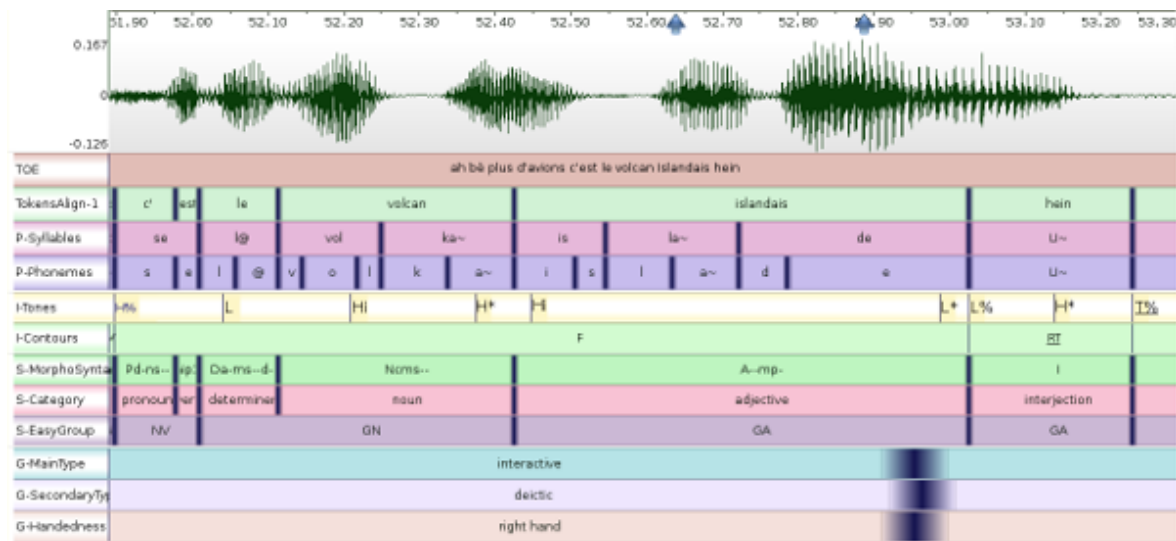 51.90 52.00 52.10 52.20 52.30 52.40 52.50 52.60 52.70 52.80 .90 53.00 53.10 53.20 53.30
0.167
0
-0.126
TOE ah bè plus d'avions c'est le volcan Islandais hein
TokensAlign-1 c' est le volcan islandais hein
P-Syllables se l@ vol ka~ is la~ de U~
P-Phonemes s e l @ v o l k a~ i s l a~ d e U~
I-Tones H% L Hi H* Hi L* L% H* T%
I-Contours F RT
S-MorphoSynta Pd-ns-- ip3 Da-ms--d- Ncms-- A--mp- I
S-Category pronoun ver determiner noun adjective interjection
S-EasyGroup NV GN GA GA
G-MainType interactive
G-SecondaryTy deictic
G-Handedness right hand